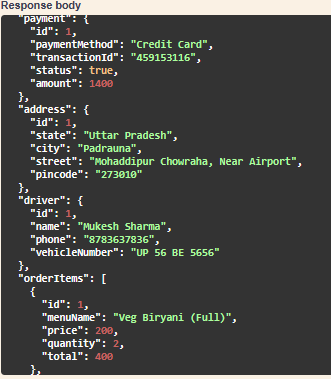 Response body
"payment": {
"id": 1,
"paymentMethod": "Credit Card",
"transactionId": "459153116",
"status": true,
"amount": 1400
},
"address": {
"id": 1,
"state": "Uttar Pradesh",
"city": "Padrauna",
"street": "Mohaddipur Chowraha, Near Airport",
"pincode": "273010"
},
"driver": {
"id": 1,
"name": "Mukesh Sharma",
"phone": "8783637836",
"vehicleNumber": "UP 56 BE 5656"
},
"orderItems": [
{
"id": 1,
"menuName": "Veg Biryani (Full)",
"price": 200,
"quantity": 2,
"total": 400
},